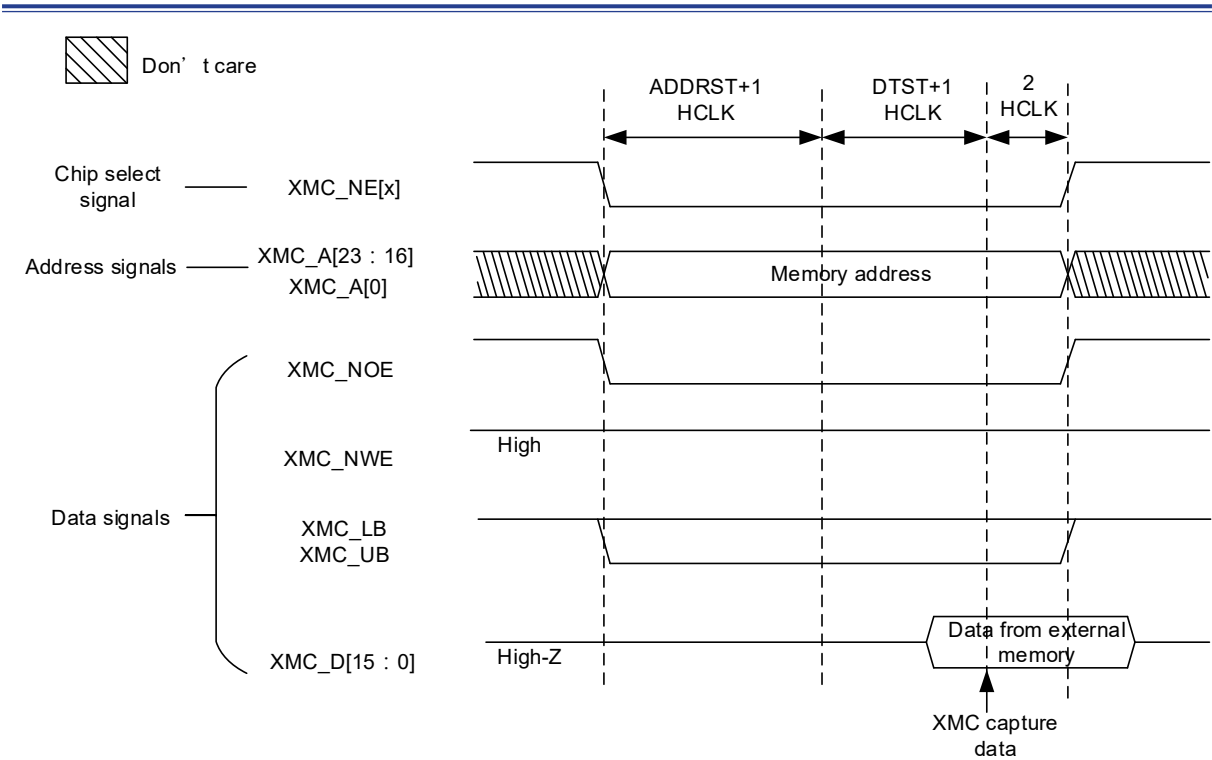 Don’ t care
ADDRST+1
HCLK
DTST+1
HCLK
2
HCLK
Chip select
signal
XMC_NE[x]
Address signals
XMC_A[23 : 16]
XMC_A[0]
Memory address
XMC_NOE
High
XMC_NWE
Data signals
XMC_LB
XMC_UB
XMC_D[15 : 0]
High-Z
Data from external
memory
XMC capture
data